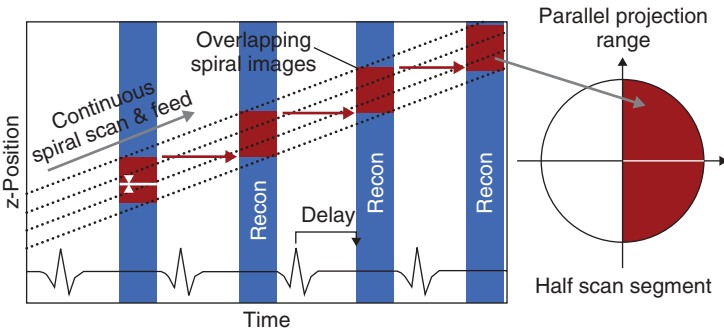 z-Position
Continuous
spiral scan & feed
Overlapping
spiral images
Recon
Recon
Recon
Delay
Time
Parallel projection
range
Half scan segment